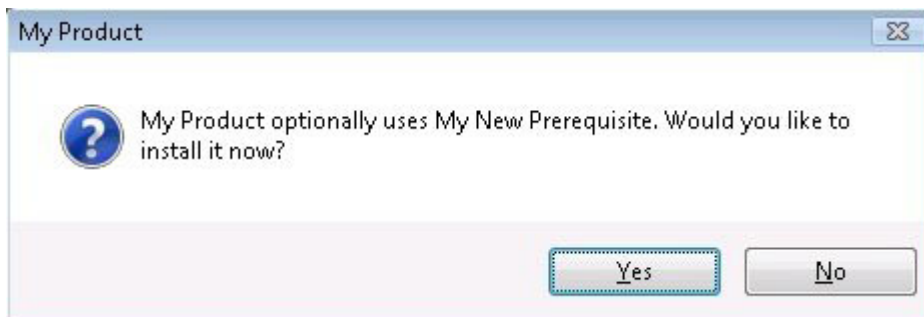 My Product
My Product optionally uses My New Prerequisite. Would you like to
install it now?
Yes
No